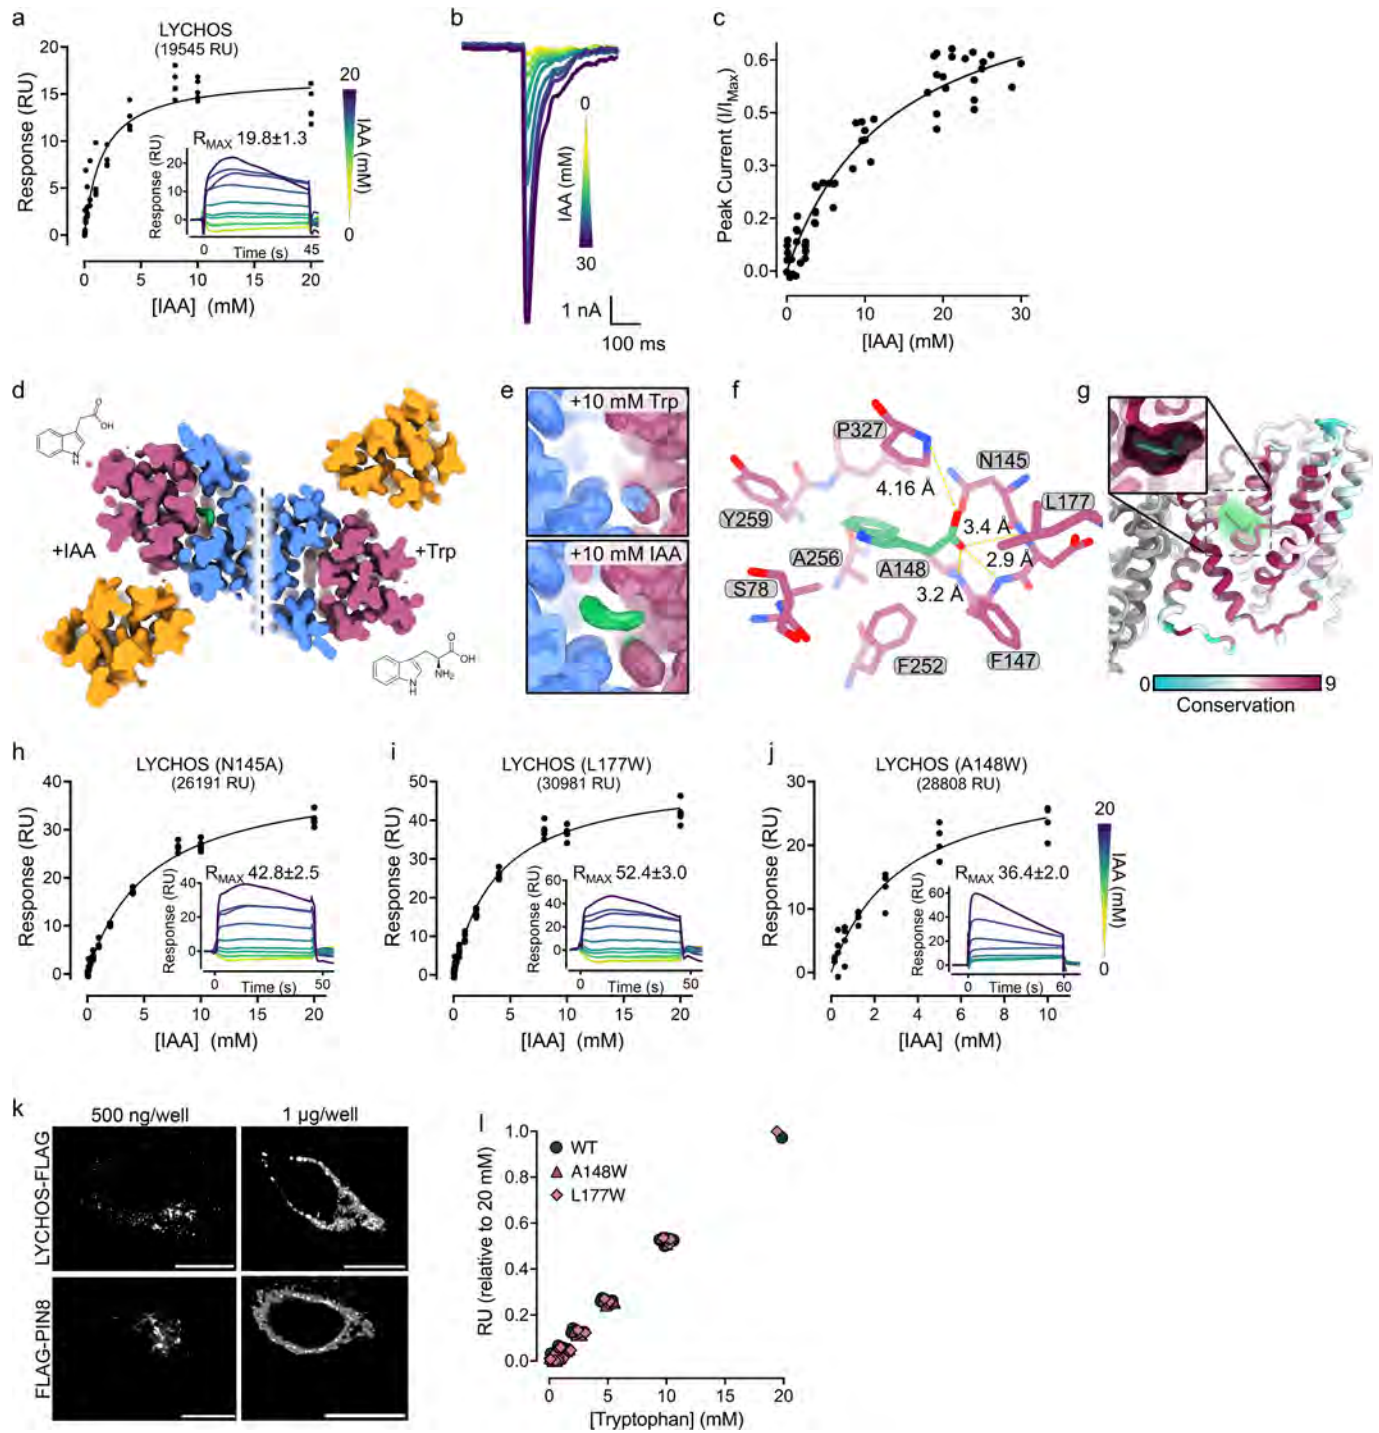 a
LYCHOS
(19545 RU)
20
15
10
5
0
Response (RU)
R_MAX 19.8±1.3
20
10
0
Response (RU)
0
Time (s)
45
20
IAA (mM)
0
0
5
10
15
20
[IAA] (mM)
b
0
IAA (mM)
30
1 nA
100 ms
c
0.6
0.5
0.3
0.2
0.0
Peak Current (I/I_Max)
0
10
20
30
[IAA] (mM)
d
O
OH
N
H
+IAA
+Trp
O
OH
NH₂
N
H
e
+10 mM Trp
+10 mM IAA
f
P327
N145
4.16 Å
L177
Y259
3.4 Å
A256
A148
2.9 Å
S78
3.2 Å
F252
F147
g
0
9
Conservation
h
LYCHOS (N145A)
(26191 RU)
40
30
20
10
0
Response (RU)
R_MAX 42.8±2.5
40
20
0
Response (RU)
0
Time (s)
50
0
5
10
15
20
[IAA] (mM)
i
LYCHOS (L177W)
(30981 RU)
50
40
30
20
10
0
Response (RU)
R_MAX 52.4±3.0
60
40
20
0
Response (RU)
0
Time (s)
50
0
5
10
15
20
[IAA] (mM)
j
LYCHOS (A148W)
(28808 RU)
30
20
10
0
Response (RU)
R_MAX 36.4±2.0
60
40
20
0
Response (RU)
0
Time (s)
60
20
IAA (mM)
0
0
2
4
6
8
10
[IAA] (mM)
k
500 ng/well
1 µg/well
LYCHOS-FLAG
FLAG-PIN8
l
WT
A148W
L177W
1.0
0.8
0.6
0.4
0.2
0.0
RU (relative to 20 mM)
0
5
10
15
20
[Tryptophan] (mM)